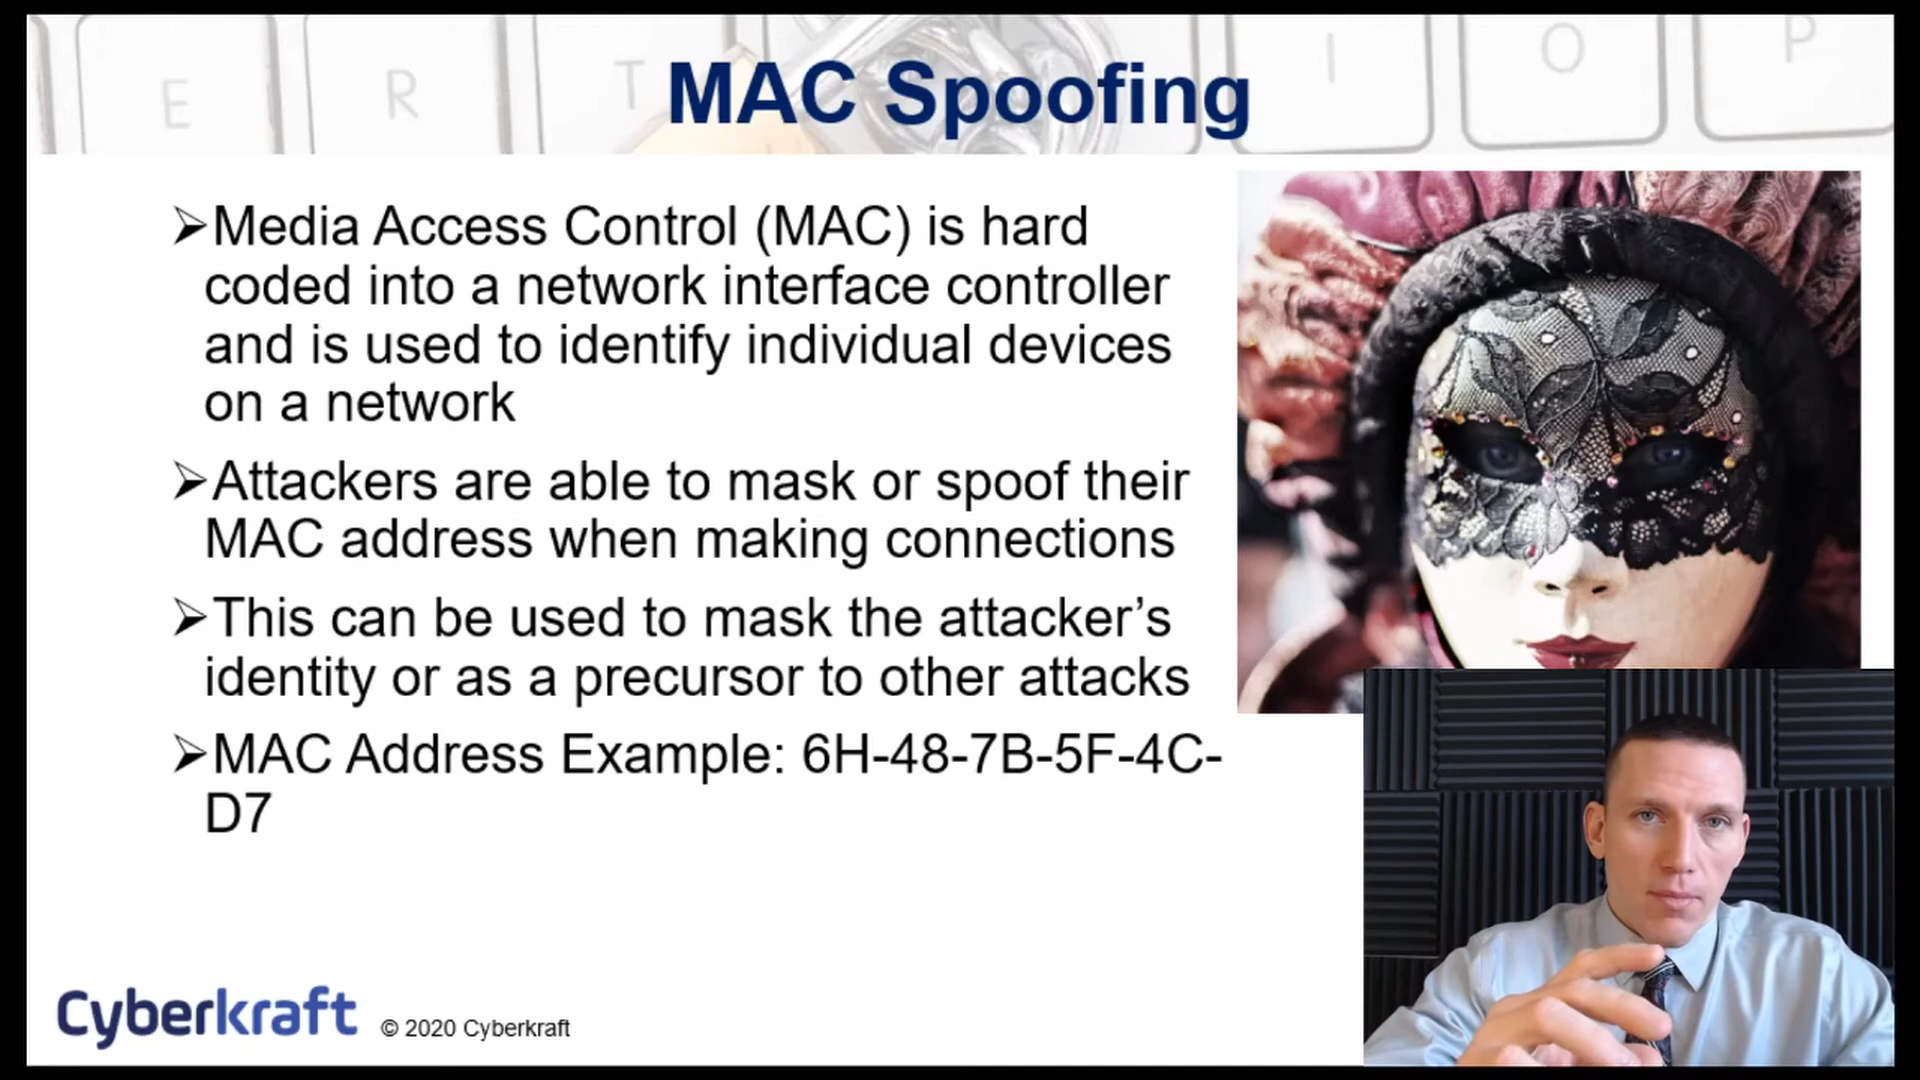 E R T I O P
MAC Spoofing
➢Media Access Control (MAC) is hard
coded into a network interface controller
and is used to identify individual devices
on a network
➢Attackers are able to mask or spoof their
MAC address when making connections
➢This can be used to mask the attacker’s
identity or as a precursor to other attacks
➢MAC Address Example: 6H-48-7B-5F-4C-
D7
Cyberkraft © 2020 Cyberkraft